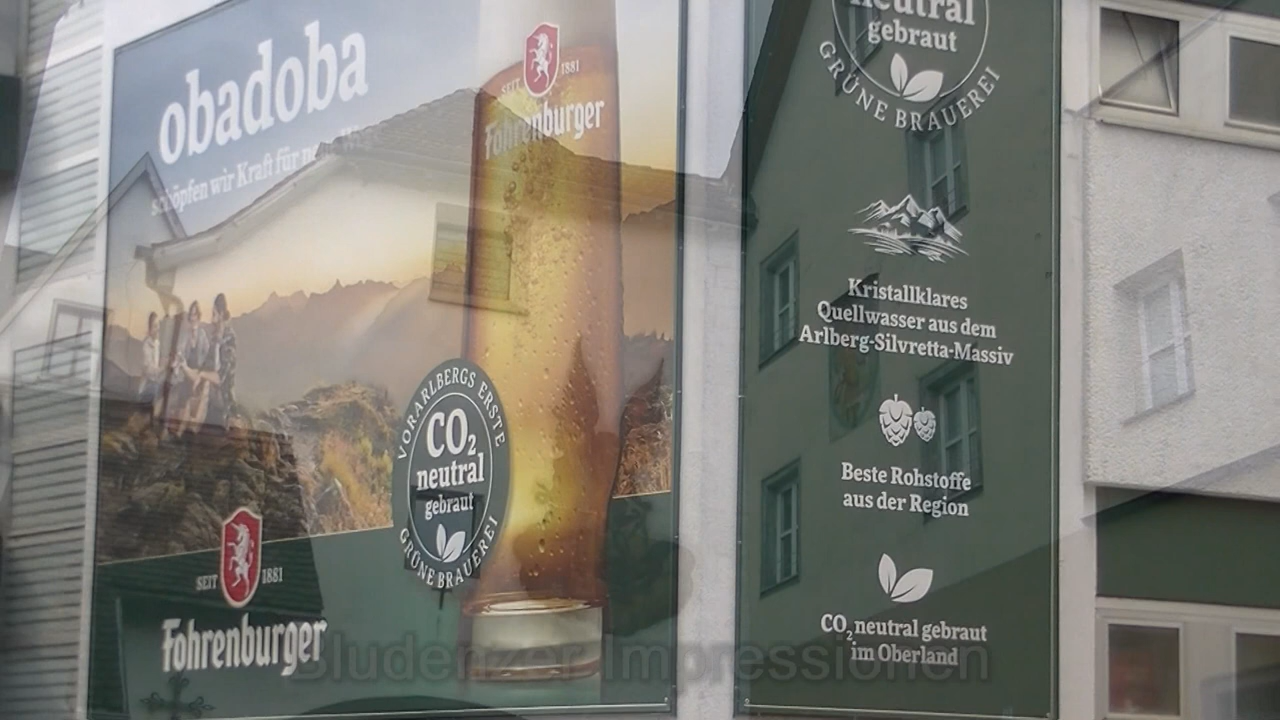 obadoba
schöpfen wir Kraft für
SEIT 1881
Fohrenburger
VORARLBERGS ERSTE
CO₂
neutral
gebraut
GRÜNE BRAUEREI
SEIT 1881
Fohrenburger
neutral
gebraut
GRÜNE BRAUEREI
Kristallklares
Quellwasser aus dem
Arlberg-Silvretta-Massiv
Beste Rohstoffe
aus der Region
CO₂ neutral gebraut
im Oberland
Bludenzer Impressionen